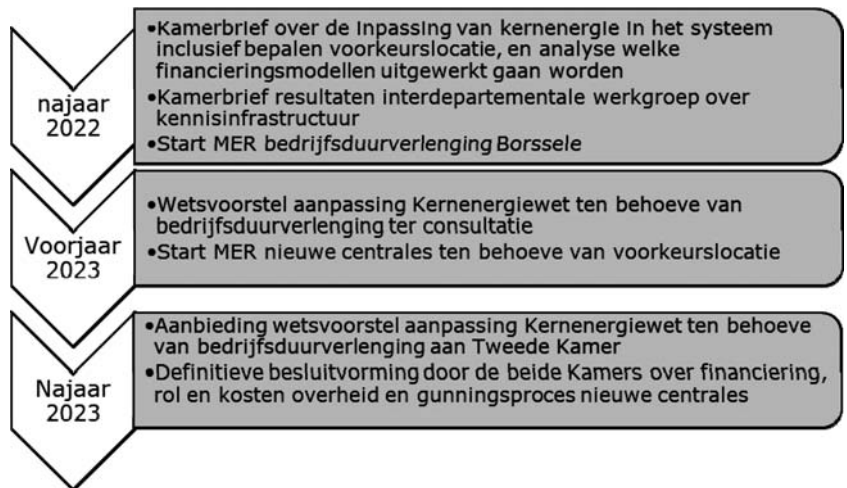 najaar
2022
•Kamerbrief over de inpassing van kernenergie in het systeem
inclusief bepalen voorkeurslocatie, en analyse welke
financieringsmodellen uitgewerkt gaan worden
•Kamerbrief resultaten interdepartementale werkgroep over
kennisinfrastructuur
•Start MER bedrijfsduurverlenging Borssele
Voorjaar
2023
•Wetsvoorstel aanpassing Kernenergiewet ten behoeve van
bedrijfsduurverlenging ter consultatie
•Start MER nieuwe centrales ten behoeve van voorkeurslocatie
Najaar
2023
•Aanbieding wetsvoorstel aanpassing Kernenergiewet ten behoeve
van bedrijfsduurverlenging aan Tweede Kamer
•Definitieve besluitvorming door de beide Kamers over financiering,
rol en kosten overheid en gunningsproces nieuwe centrales